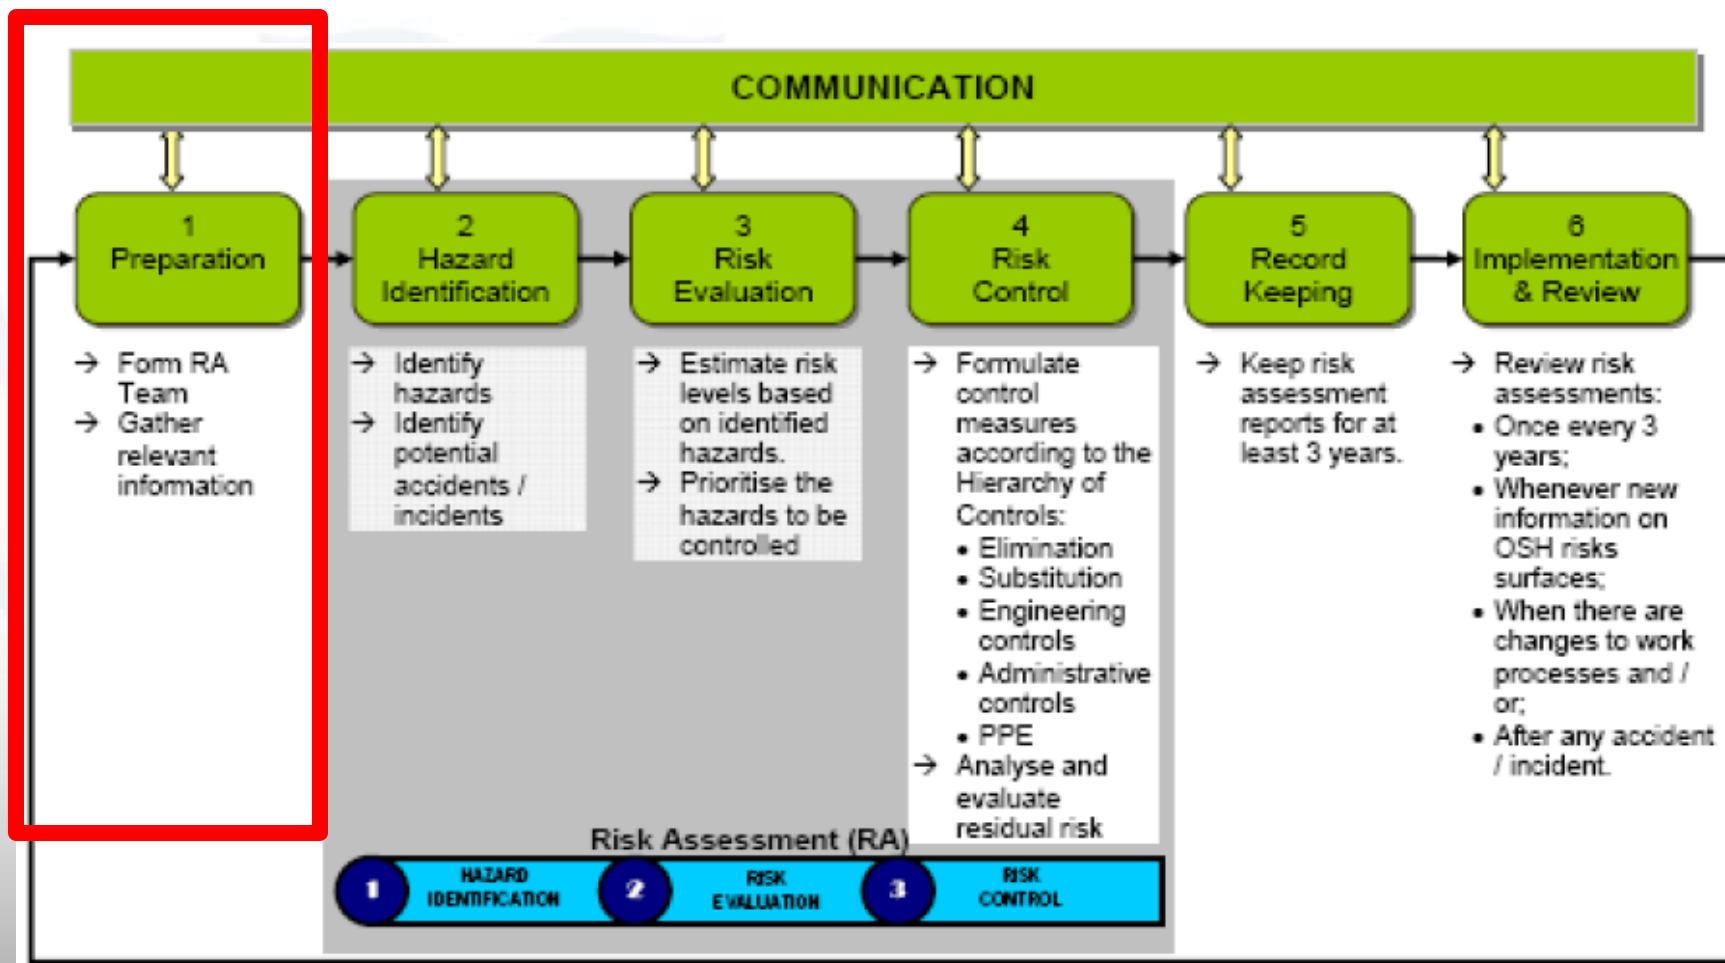 COMMUNICATION
1
Preparation
→ Form RA
Team
→ Gather
relevant
information
2
Hazard
Identification
→ Identify
hazards
→ Identify
potential
accidents /
incidents
3
Risk
Evaluation
→ Estimate risk
levels based
on identified
hazards.
→ Prioritise the
hazards to be
controlled
4
Risk
Control
→ Formulate
control
measures
according to the
Hierarchy of
Controls:
• Elimination
• Substitution
• Engineering
controls
• Administrative
controls
• PPE
→ Analyse and
evaluate
residual risk
5
Record
Keeping
→ Keep risk
assessment
reports for at
least 3 years.
6
Implementation
& Review
→ Review risk
assessments:
• Once every 3
years;
• Whenever new
information on
OSH risks
surfaces;
• When there are
changes to work
processes and /
or;
• After any accident
/ incident.
Risk Assessment (RA)
1
HAZARD
IDENTIFICATION
2
RISK
EVALUATION
3
RISK
CONTROL